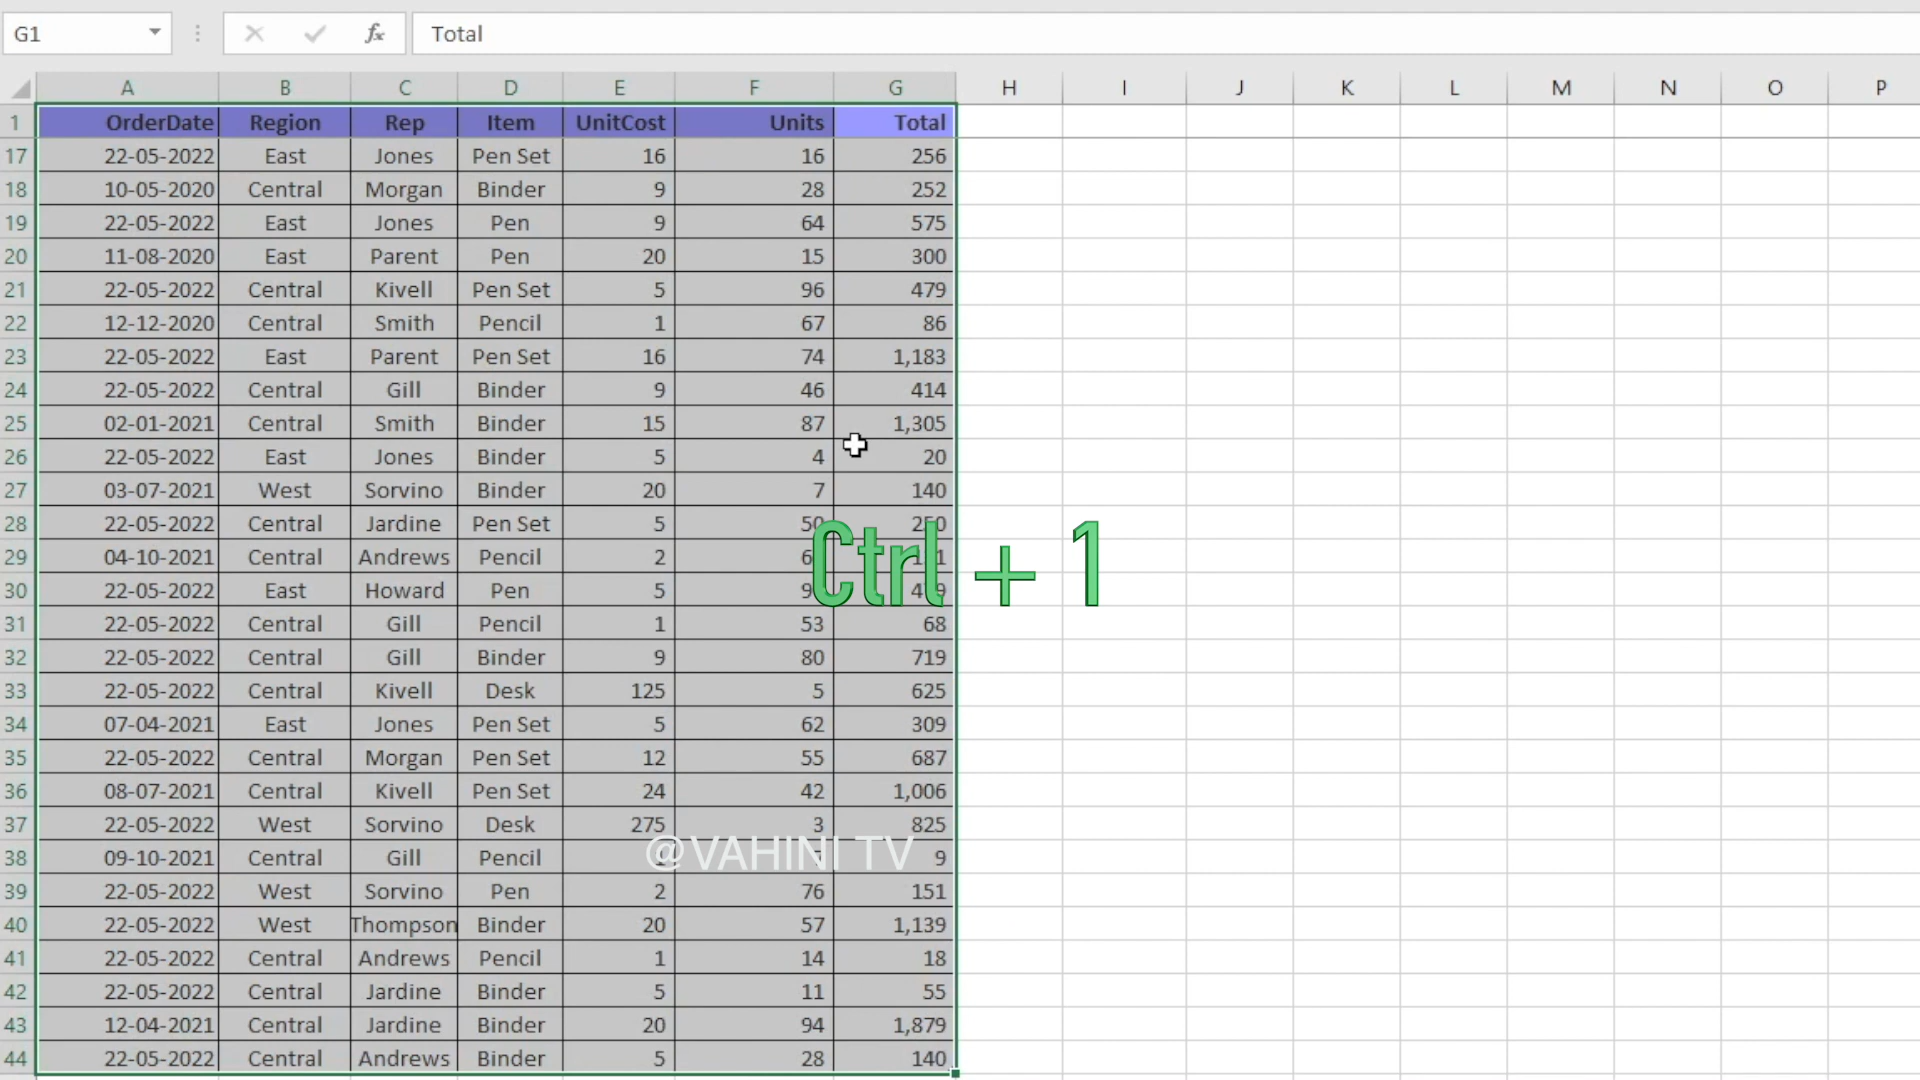 G1 fx Total
A B C D E F G H I J K L M N O P
1 OrderDate Region Rep Item UnitCost Units Total
17 22-05-2022 East Jones Pen Set 16 16 256
18 10-05-2020 Central Morgan Binder 9 28 252
19 22-05-2022 East Jones Pen 9 64 575
20 11-08-2020 East Parent Pen 20 15 300
21 22-05-2022 Central Kivell Pen Set 5 96 479
22 12-12-2020 Central Smith Pencil 1 67 86
23 22-05-2022 East Parent Pen Set 16 74 1,183
24 22-05-2022 Central Gill Binder 9 46 414
25 02-01-2021 Central Smith Binder 15 87 1,305
26 22-05-2022 East Jones Binder 5 4 20
27 03-07-2021 West Sorvino Binder 20 7 140
28 22-05-2022 Central Jardine Pen Set 5 50 250
29 04-10-2021 Central Andrews Pencil 2
30 22-05-2022 East Howard Pen 5
Ctrl + 1
31 22-05-2022 Central Gill Pencil 1 53 68
32 22-05-2022 Central Gill Binder 9 80 719
33 22-05-2022 Central Kivell Desk 125 5 625
34 07-04-2021 East Jones Pen Set 5 62 309
35 22-05-2022 Central Morgan Pen Set 12 55 687
36 08-07-2021 Central Kivell Pen Set 24 42 1,006
37 22-05-2022 West Sorvino Desk 275 3 825
@VAHINI TV
38 09-10-2021 Central Gill Pencil 9
39 22-05-2022 West Sorvino Pen 2 76 151
40 22-05-2022 West Thompson Binder 20 57 1,139
41 22-05-2022 Central Andrews Pencil 1 14 18
42 22-05-2022 Central Jardine Binder 5 11 55
43 12-04-2021 Central Jardine Binder 20 94 1,879
44 22-05-2022 Central Andrews Binder 5 28 140